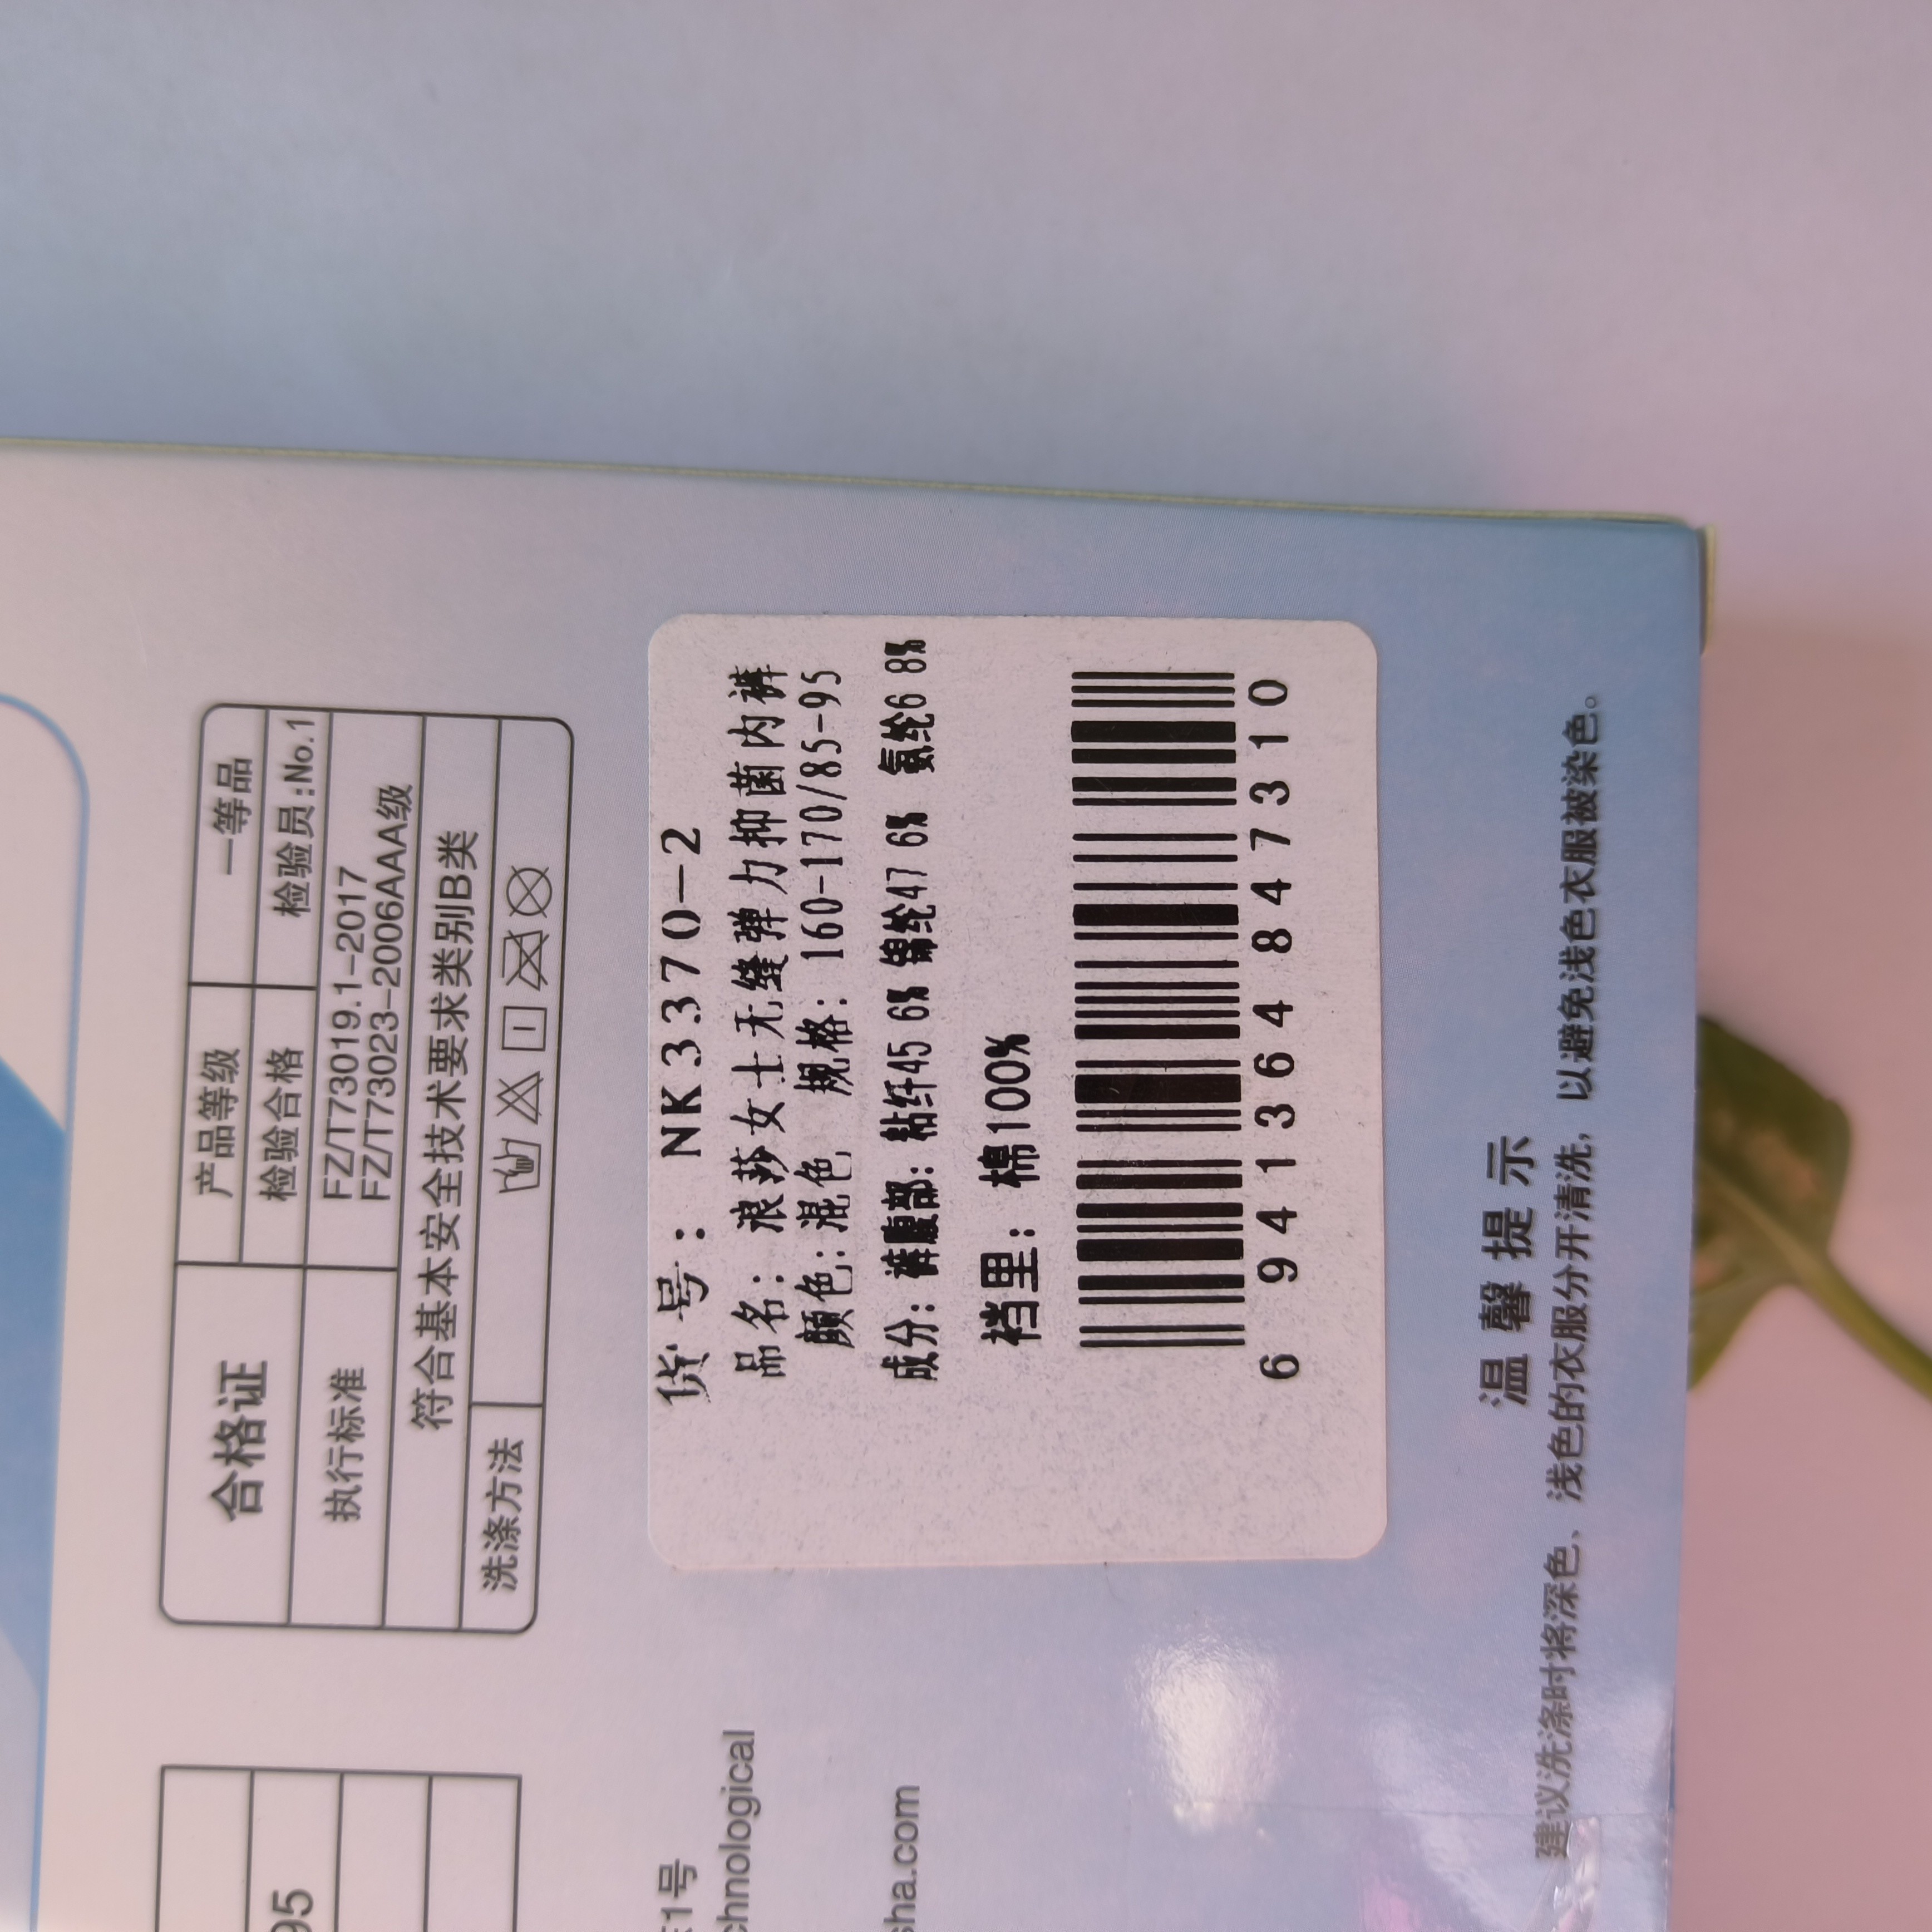 合格证
产品等级 一等品
检验合格 检验员:No.1
执行标准
FZ/T73019.1-2017
FZ/T73023-2006AAA级
符合基本安全技术要求类别B类
洗涤方法
95
1号
chnological
sha.com
货号: NK3370-2
品名: 浪莎女士无缝弹力抑菌内裤
颜色:混色 规格: 160-170/85-95
成分: 裤腹部: 粘纤45 6% 锦纶47 6% 氨纶6 8%
裆里: 棉100%
6 941364 847310
温馨提示
建议洗涤时将深色、浅色的衣服分开清洗, 以避免浅色衣服被染色。